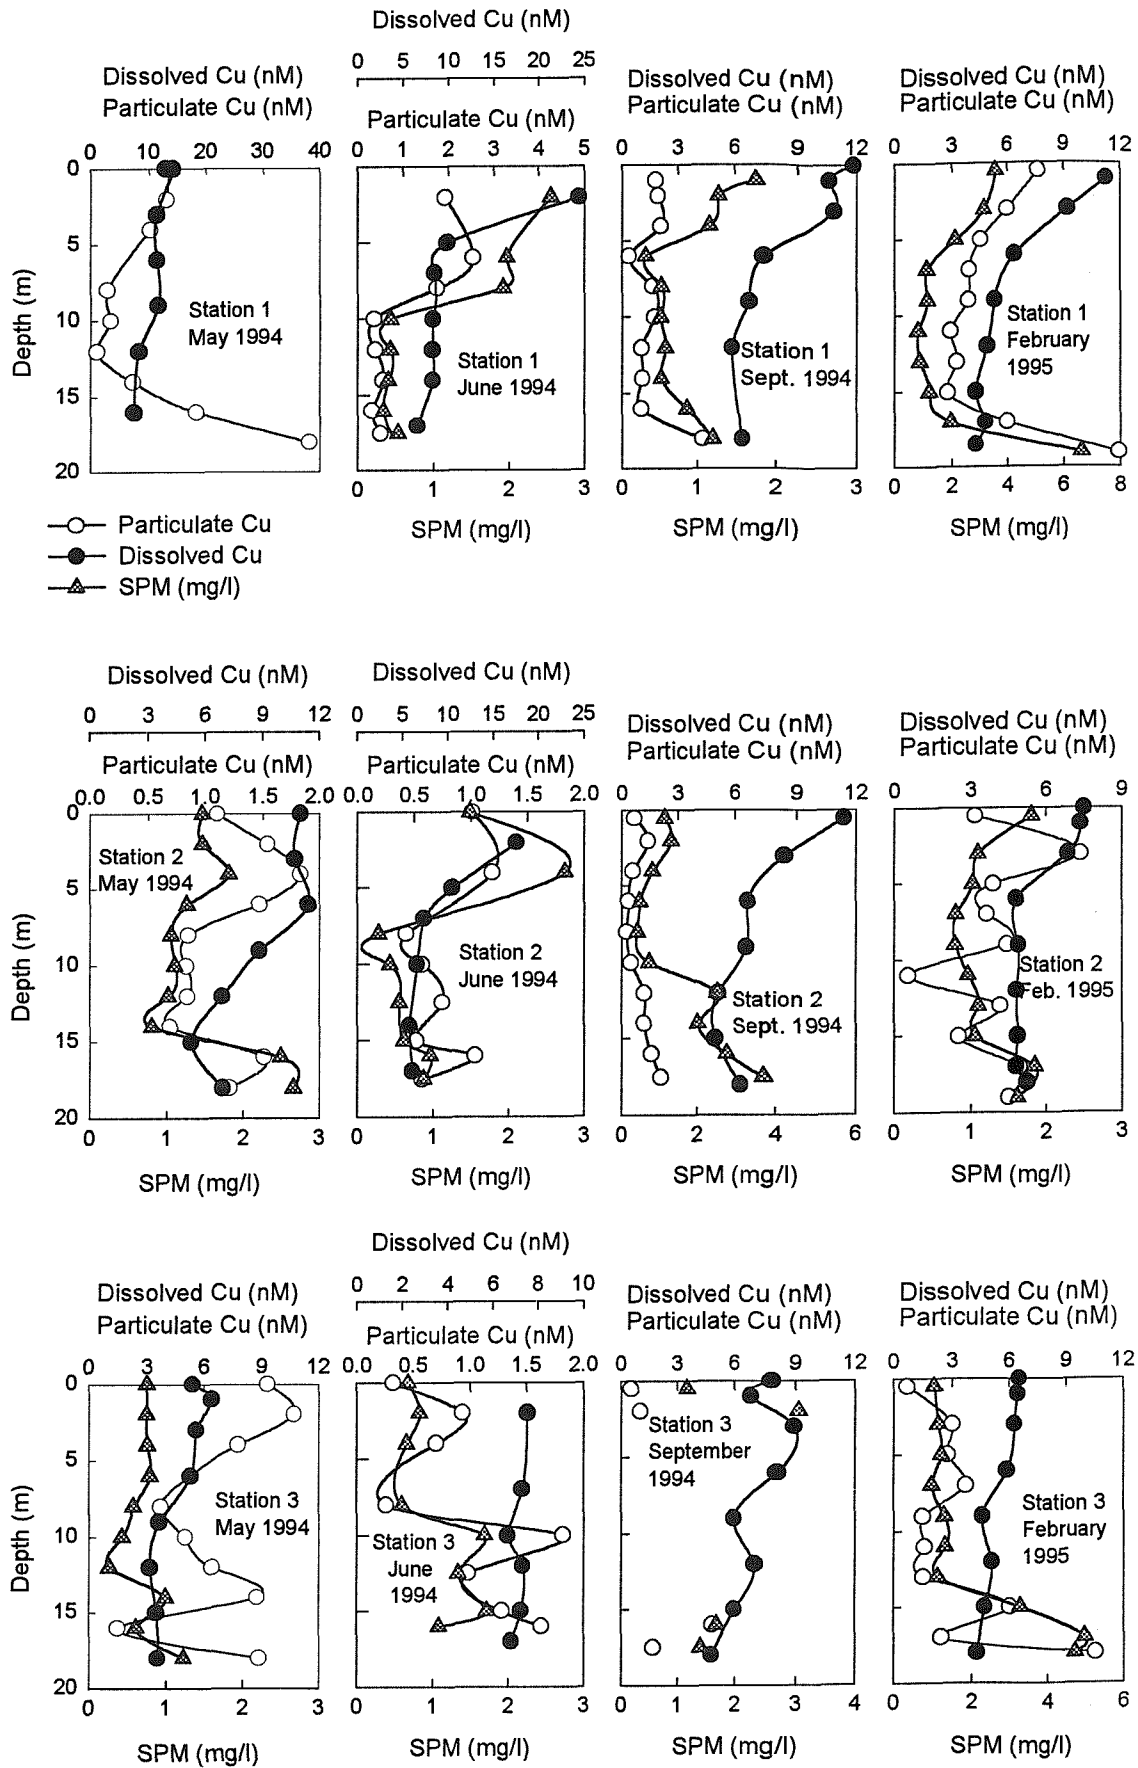 Dissolved Cu (nM)
0 5 10 15 20 25
Dissolved Cu (nM)
Particulate Cu (nM)
Particulate Cu (nM)
Dissolved Cu (nM)
Particulate Cu (nM)
Dissolved Cu (nM)
Particulate Cu (nM)
0 10 20 30 40
0 1 2 3 4 5
0 3 6 9 12
0 3 6 9 12
Depth (m)
0
5
10
15
20
Station 1
May 1994
Station 1
June 1994
Station 1
Sept. 1994
Station 1
February
1995
0 1 2 3
0 1 2 3
0 2 4 6 8
SPM (mg/l)
SPM (mg/l)
SPM (mg/l)
Particulate Cu
Dissolved Cu
SPM (mg/l)
Dissolved Cu (nM)
0 3 6 9 12
Dissolved Cu (nM)
0 5 10 15 20 25
Particulate Cu (nM)
0.0 0.5 1.0 1.5 2.0
Particulate Cu (nM)
0.0 0.5 1.0 1.5 2.0
Dissolved Cu (nM)
Particulate Cu (nM)
0 3 6 9 12
Dissolved Cu (nM)
Particulate Cu (nM)
0 3 6 9
Depth (m)
0
5
10
15
20
Station 2
May 1994
Station 2
June 1994
Station 2
Sept. 1994
Station 2
Feb. 1995
0 1 2 3
0 1 2 3
0 2 4 6
0 1 2 3
SPM (mg/l)
SPM (mg/l)
SPM (mg/l)
SPM (mg/l)
Dissolved Cu (nM)
0 2 4 6 8 10
Dissolved Cu (nM)
Particulate Cu (nM)
0 3 6 9 12
Particulate Cu (nM)
0.0 0.5 1.0 1.5 2.0
Dissolved Cu (nM)
Particulate Cu (nM)
0 3 6 9 12
Dissolved Cu (nM)
Particulate Cu (nM)
0 3 6 9 12
Depth (m)
0
5
10
15
20
Station 3
May 1994
Station 3
June
1994
Station 3
September
1994
Station 3
February
1995
0 1 2 3
0 1 2 3
0 1 2 3 4
0 2 4 6
SPM (mg/l)
SPM (mg/l)
SPM (mg/l)
SPM (mg/l)